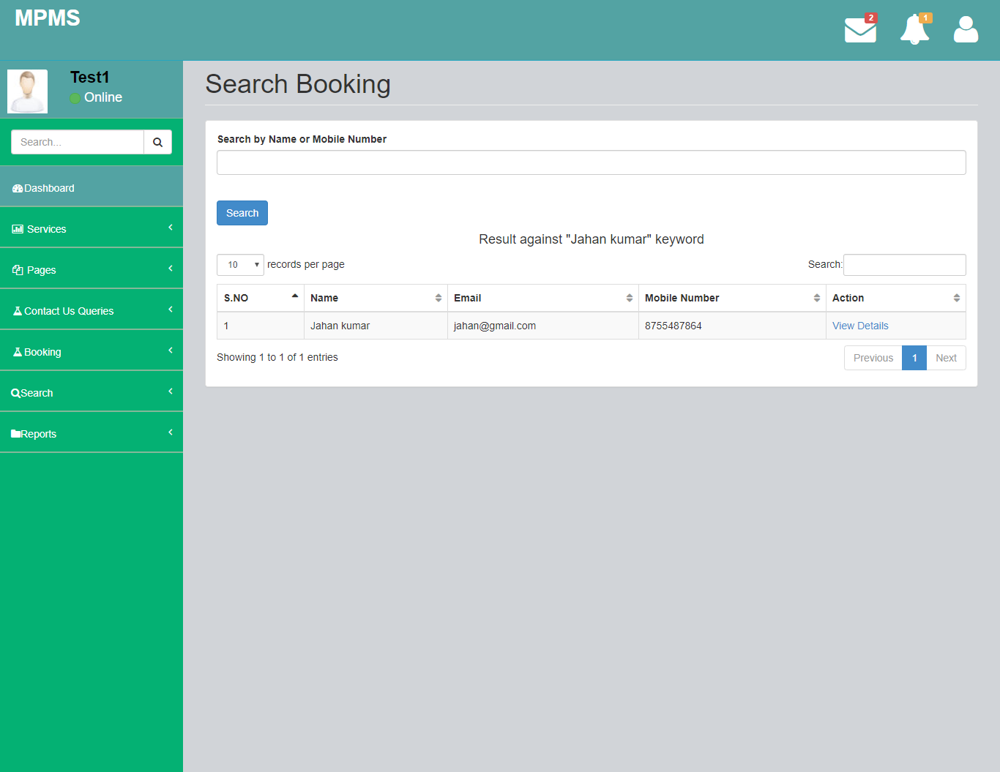 MPMS
2
1
Test1
Online
Search...
Dashboard
Services
Pages
Contact Us Queries
Booking
Search
Reports
Search Booking
Search by Name or Mobile Number
Search
Result against "Jahan kumar" keyword
10 records per page Search:
S.NO Name Email Mobile Number Action
1 Jahan kumar jahan@gmail.com 8755487864 View Details
Showing 1 to 1 of 1 entries Previous 1 Next